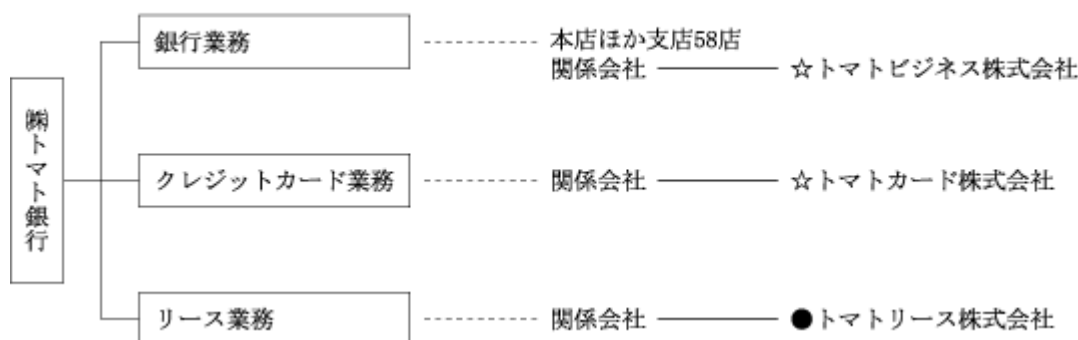 ㈱トマト銀行
銀行業務
本店ほか支店58店
関係会社
☆トマトビジネス株式会社
クレジットカード業務
関係会社
☆トマトカード株式会社
リース業務
関係会社
●トマトリース株式会社